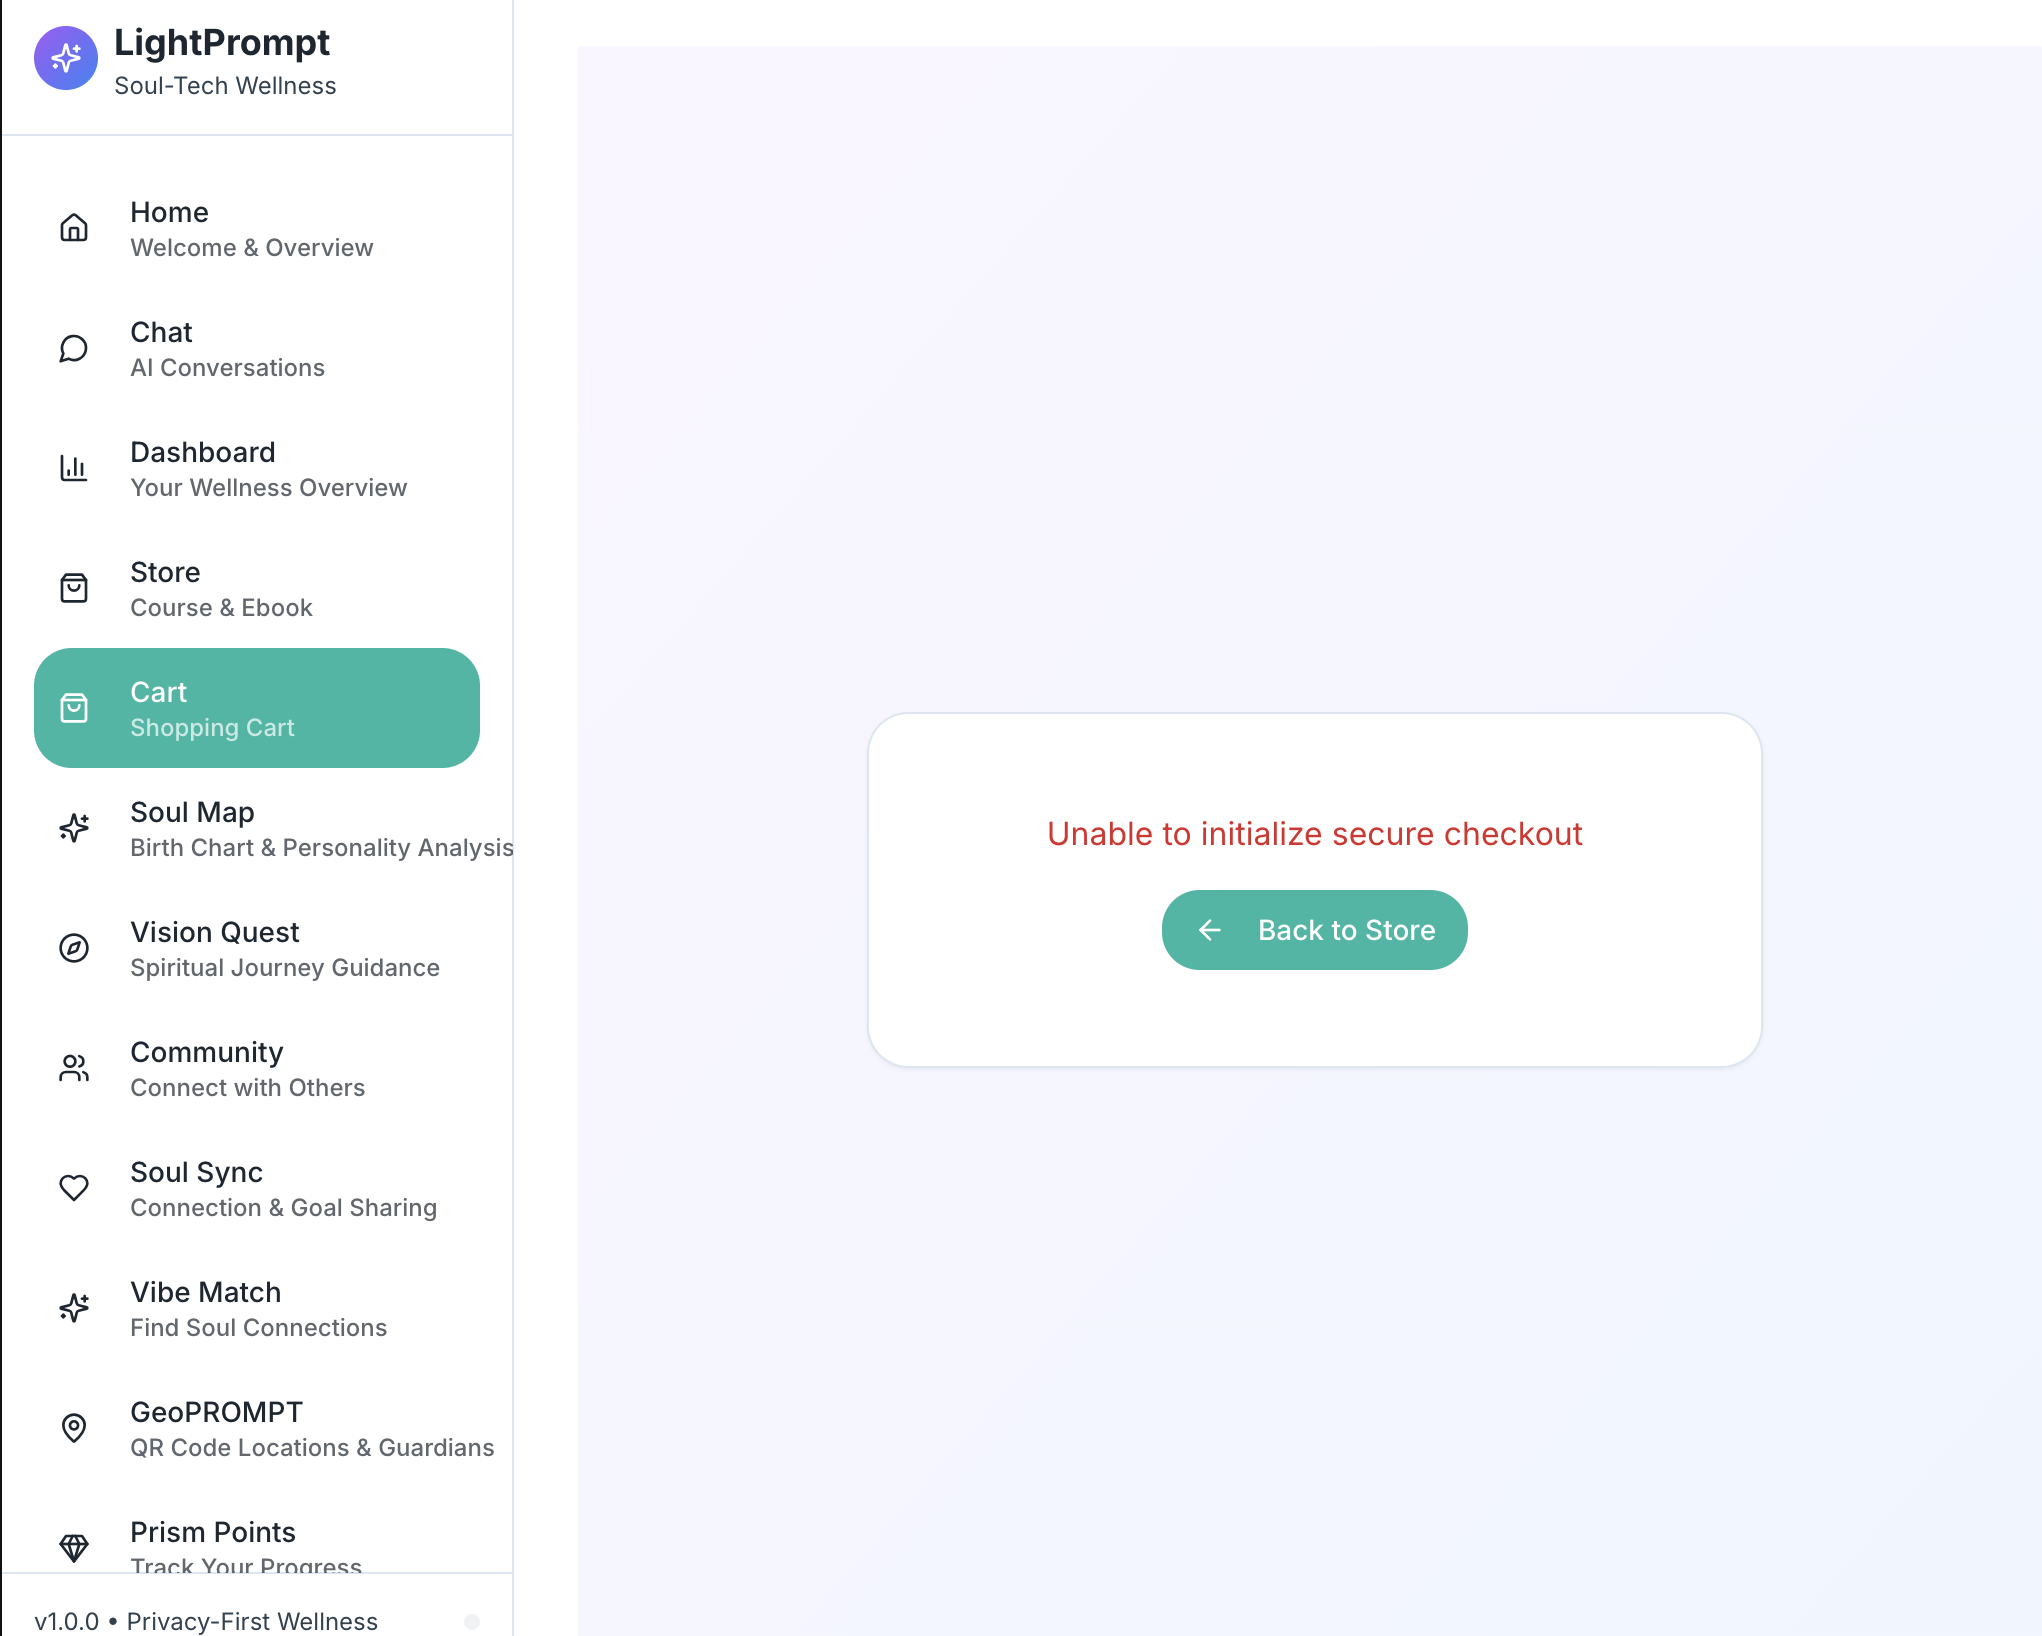 LightPrompt
Soul-Tech Wellness
Home
Welcome & Overview
Chat
AI Conversations
Dashboard
Your Wellness Overview
Store
Course & Ebook
Cart
Shopping Cart
Soul Map
Birth Chart & Personality Analysis
Vision Quest
Spiritual Journey Guidance
Community
Connect with Others
Soul Sync
Connection & Goal Sharing
Vibe Match
Find Soul Connections
GeoPROMPT
QR Code Locations & Guardians
Prism Points
Track Your Progress
v1.0.0 • Privacy-First Wellness
Unable to initialize secure checkout
Back to Store